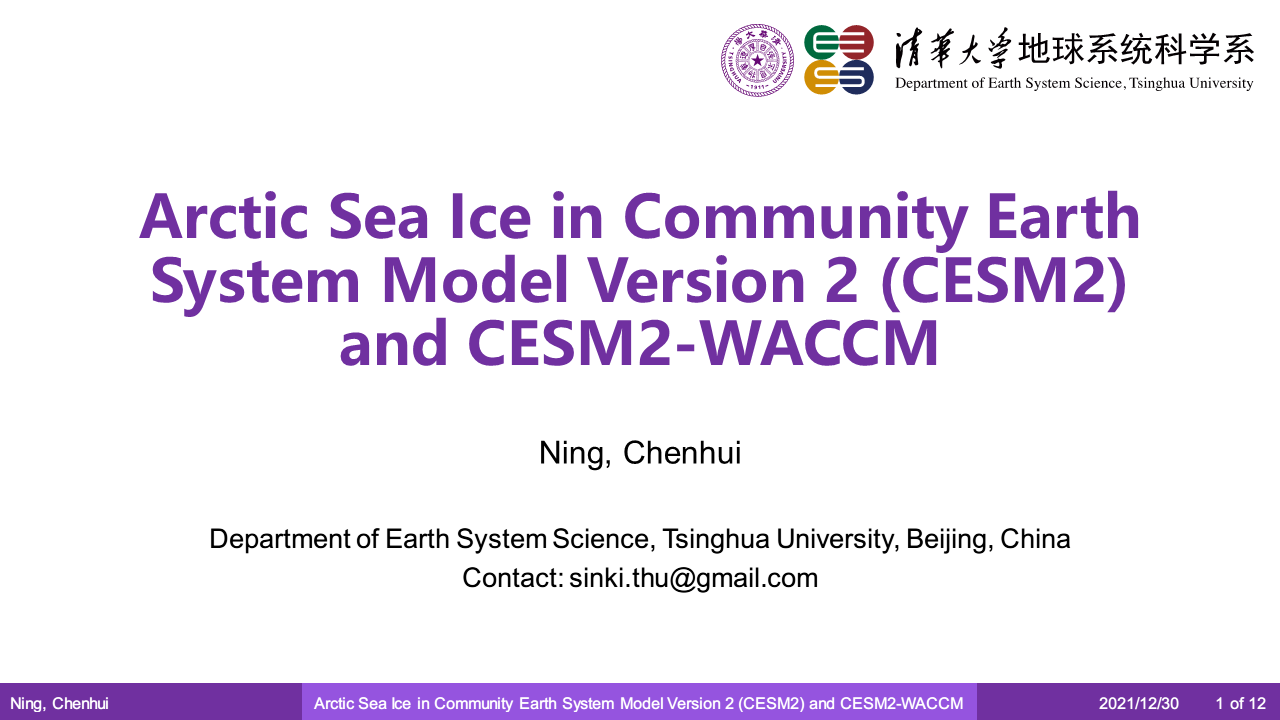 清华大学地球系统科学系
Department of Earth System Science, Tsinghua University
Arctic Sea Ice in Community Earth
System Model Version 2 (CESM2)
and CESM2-WACCM
Ning, Chenhui
Department of Earth System Science, Tsinghua University, Beijing, China
Contact: sinki.thu@gmail.com
Ning, Chenhui
Arctic Sea Ice in Community Earth System Model Version 2 (CESM2) and CESM2-WACCM
2021/12/30
1 of 12